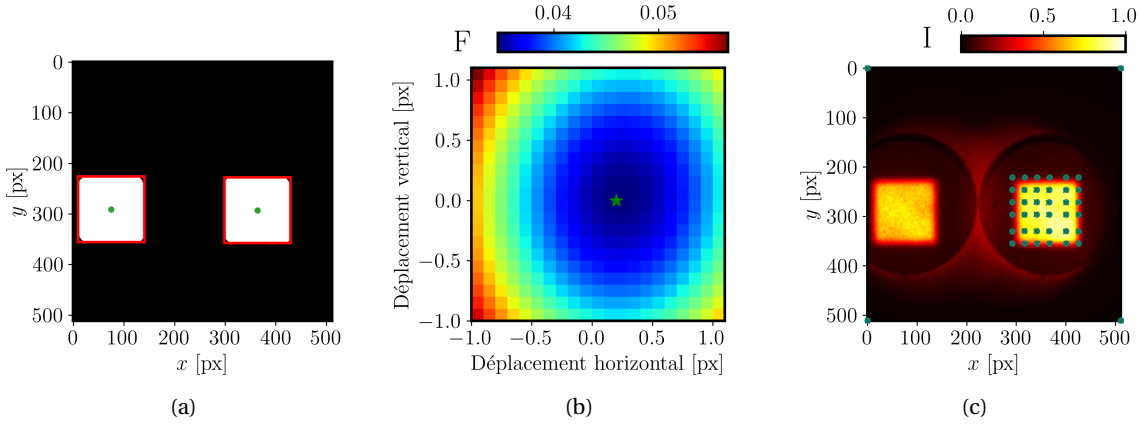 0.04 0.05
F
0.0 0.5 1.0
I
0
100
200
300
400
500
y [px]
0 100 200 300 400 500
x [px]
(a)
1.0
0.5
0.0
−0.5
−1.0
Déplacement vertical [px]
−1.0 −0.5 0.0 0.5 1.0
Déplacement horizontal [px]
(b)
0
100
200
300
400
500
y [px]
0 100 200 300 400 500
x [px]
(c)